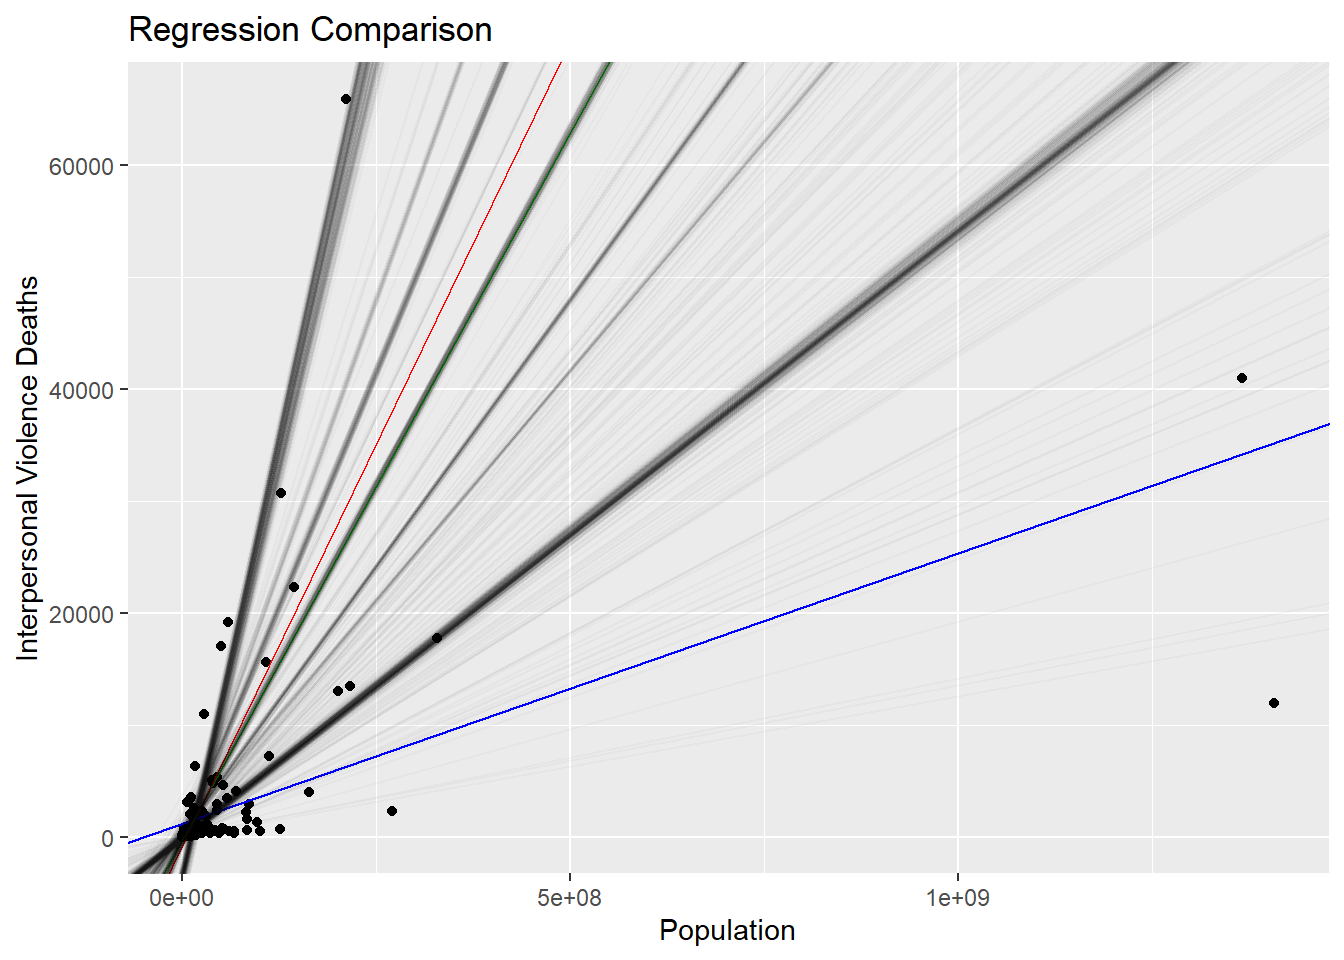 Regression Comparison
Interpersonal Violence Deaths
60000
40000
20000
0
0e+00
5e+08
1e+09
Population